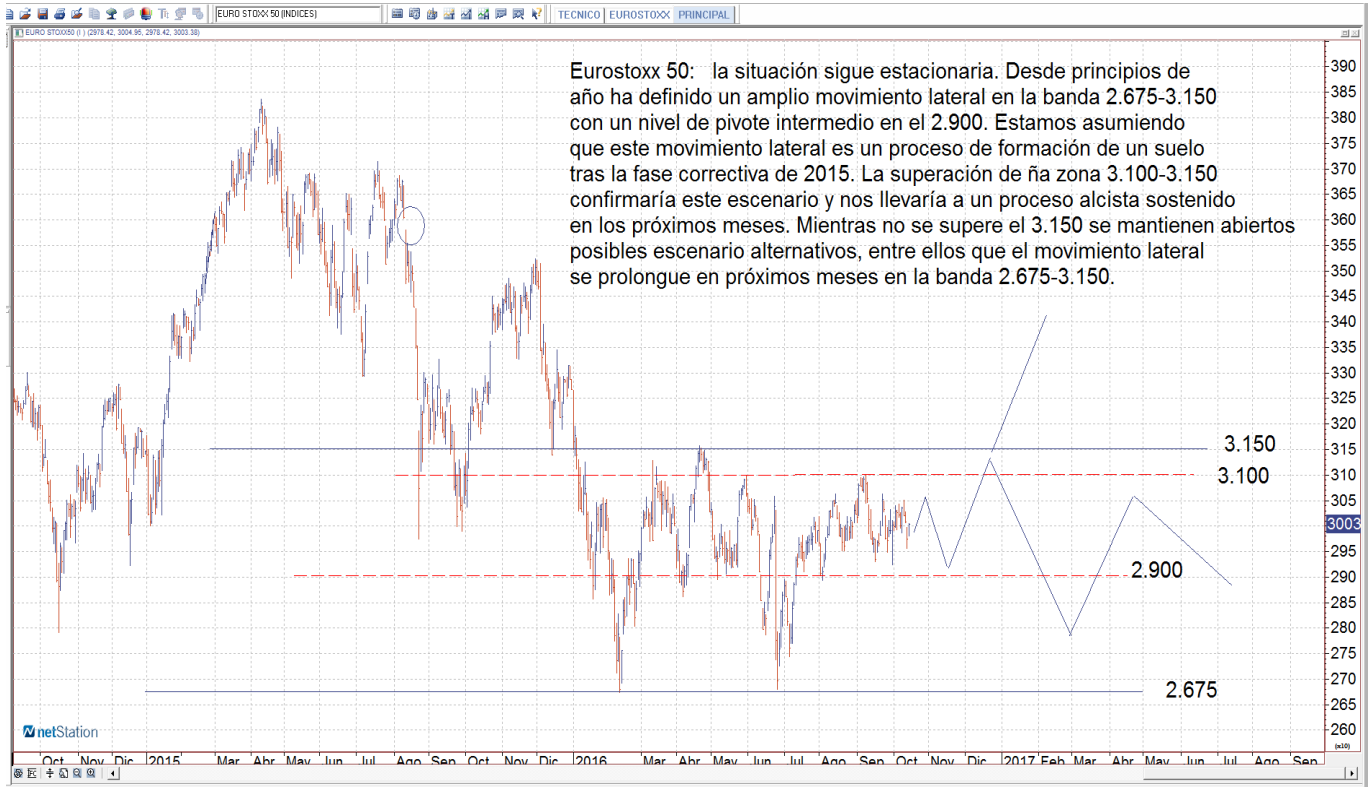 EURO STOXX 50 (INDICES)
TECNICO EUROSTOXX PRINCIPAL
EURO STOXX50 (I ) (2978.42, 3004.95, 2978.42, 3003.38)
Eurostoxx 50: la situación sigue estacionaria. Desde principios de
año ha definido un amplio movimiento lateral en la banda 2.675-3.150
con un nivel de pivote intermedio en el 2.900. Estamos asumiendo
que este movimiento lateral es un proceso de formación de un suelo
tras la fase correctiva de 2015. La superación de ña zona 3.100-3.150
confirmaría este escenario y nos llevaría a un proceso alcista sostenido
en los próximos meses. Mientras no se supere el 3.150 se mantienen abiertos
posibles escenario alternativos, entre ellos que el movimiento lateral
se prolongue en próximos meses en la banda 2.675-3.150.
390
385
380
375
370
365
360
355
350
345
340
335
330
325
320
315
310
305
3003
295
290
285
280
275
270
265
260
(x10)
3.150
3.100
2.900
2.675
netStation
Oct Nov Dic 2015 Mar Abr May Jun Jul Ago Sep Oct Nov Dic 2016 Mar Abr May Jun Jul Ago Sep Oct Nov Dic 2017 Feb Mar Abr May Jun Jul Ago Sep